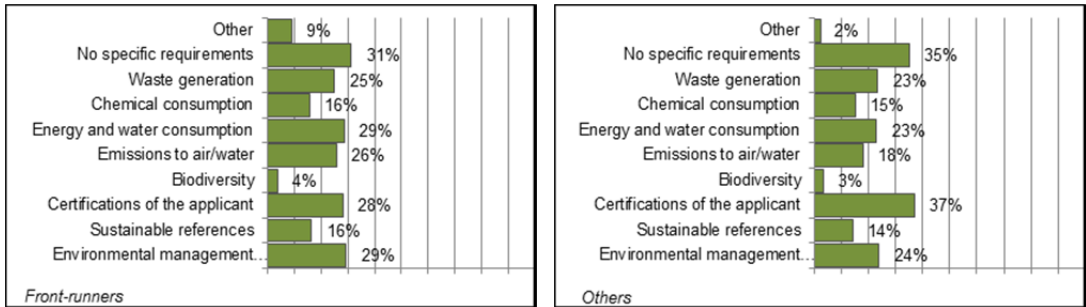 Other 9%
No specific requirements 31%
Waste generation 25%
Chemical consumption 16%
Energy and water consumption 29%
Emissions to air/water 26%
Biodiversity 4%
Certifications of the applicant 28%
Sustainable references 16%
Environmental management... 29%
Front-runners
Other 2%
No specific requirements 35%
Waste generation 23%
Chemical consumption 15%
Energy and water consumption 23%
Emissions to air/water 18%
Biodiversity 3%
Certifications of the applicant 37%
Sustainable references 14%
Environmental management... 24%
Others